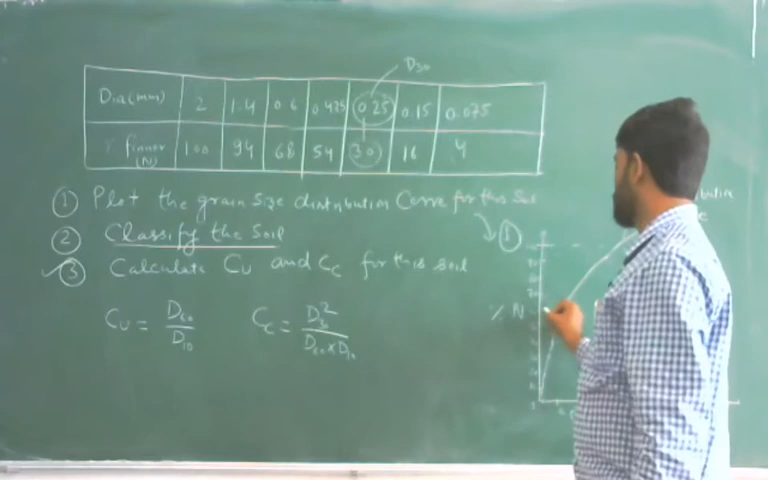 D30
Dia(mm) 2 1.4 0.6 0.425 0.25 0.15 0.075
% finner (N) 100 94 68 54 30 16 4
① Plot the grain size distribution Curve for this Soil
② Classify the Soil
③ Calculate Cu and Cc for this soil
①
Cu = D60/D10 Cc = D30²/D60×D10
% N